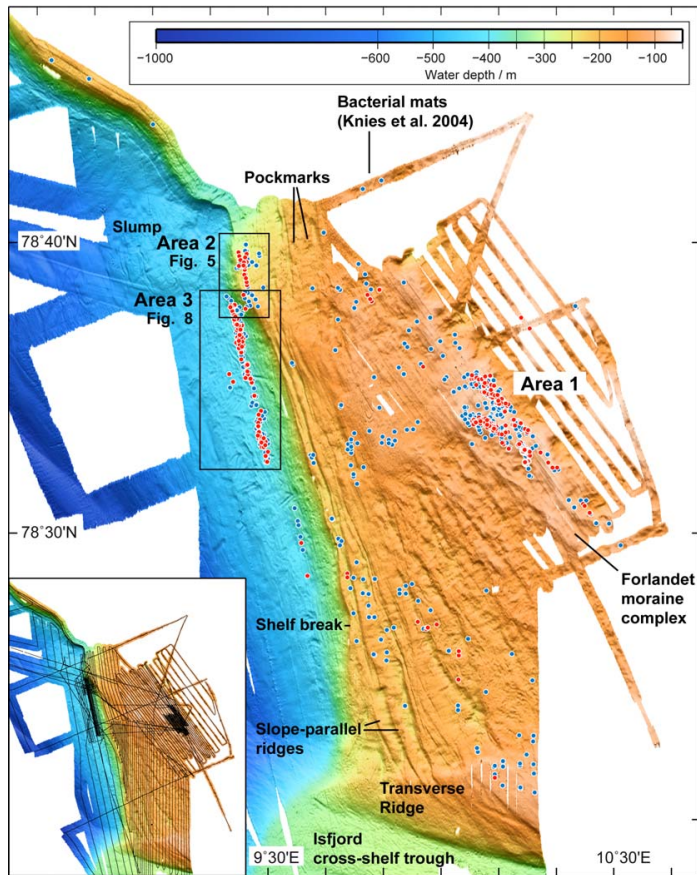 −1000
−600
−400
−300
−200
−100
Water depth / m
Bacterial mats
(Knies et al. 2004)
Pockmarks
Slump
78°40'N
Area 2
Fig. 5
Area 3
Fig. 8
Area 1
78°30'N
Forlandet
moraine
complex
Shelf break
Slope-parallel
ridges
Transverse
Ridge
Isfjord
cross-shelf trough
9°30'E
10°30'E